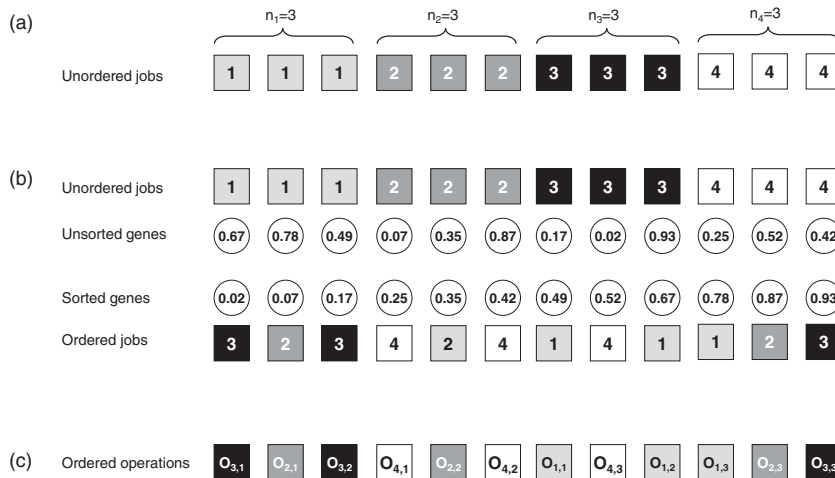 (a)
n₁=3 n₂=3 n₃=3 n₄=3
Unordered jobs 1 1 1 2 2 2 3 3 3 4 4 4
(b)
Unordered jobs 1 1 1 2 2 2 3 3 3 4 4 4
Unsorted genes 0.67 0.78 0.49 0.07 0.35 0.87 0.17 0.02 0.93 0.25 0.52 0.42
Sorted genes 0.02 0.07 0.17 0.25 0.35 0.42 0.49 0.52 0.67 0.78 0.87 0.93
Ordered jobs 3 2 3 4 2 4 1 4 1 1 2 3
(c) Ordered operations O₃,₁ O₂,₁ O₃,₂ O₄,₁ O₂,₂ O₄,₂ O₁,₁ O₄,₃ O₁,₂ O₁,₃ O₂,₃ O₃,₃